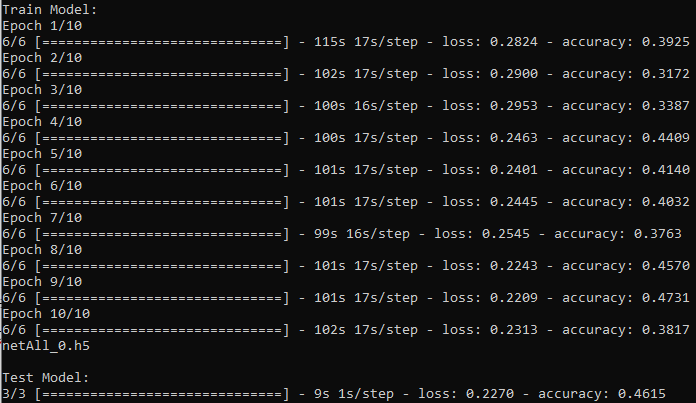 Train Model:
Epoch 1/10
6/6 [==============================] - 115s 17s/step - loss: 0.2824 - accuracy: 0.3925
Epoch 2/10
6/6 [==============================] - 102s 17s/step - loss: 0.2900 - accuracy: 0.3172
Epoch 3/10
6/6 [==============================] - 100s 16s/step - loss: 0.2953 - accuracy: 0.3387
Epoch 4/10
6/6 [==============================] - 100s 17s/step - loss: 0.2463 - accuracy: 0.4409
Epoch 5/10
6/6 [==============================] - 101s 17s/step - loss: 0.2401 - accuracy: 0.4140
Epoch 6/10
6/6 [==============================] - 101s 17s/step - loss: 0.2445 - accuracy: 0.4032
Epoch 7/10
6/6 [==============================] - 99s 16s/step - loss: 0.2545 - accuracy: 0.3763
Epoch 8/10
6/6 [==============================] - 101s 17s/step - loss: 0.2243 - accuracy: 0.4570
Epoch 9/10
6/6 [==============================] - 101s 17s/step - loss: 0.2209 - accuracy: 0.4731
Epoch 10/10
6/6 [==============================] - 102s 17s/step - loss: 0.2313 - accuracy: 0.3817
netAll_0.h5
Test Model:
3/3 [==============================] - 9s 1s/step - loss: 0.2270 - accuracy: 0.4615